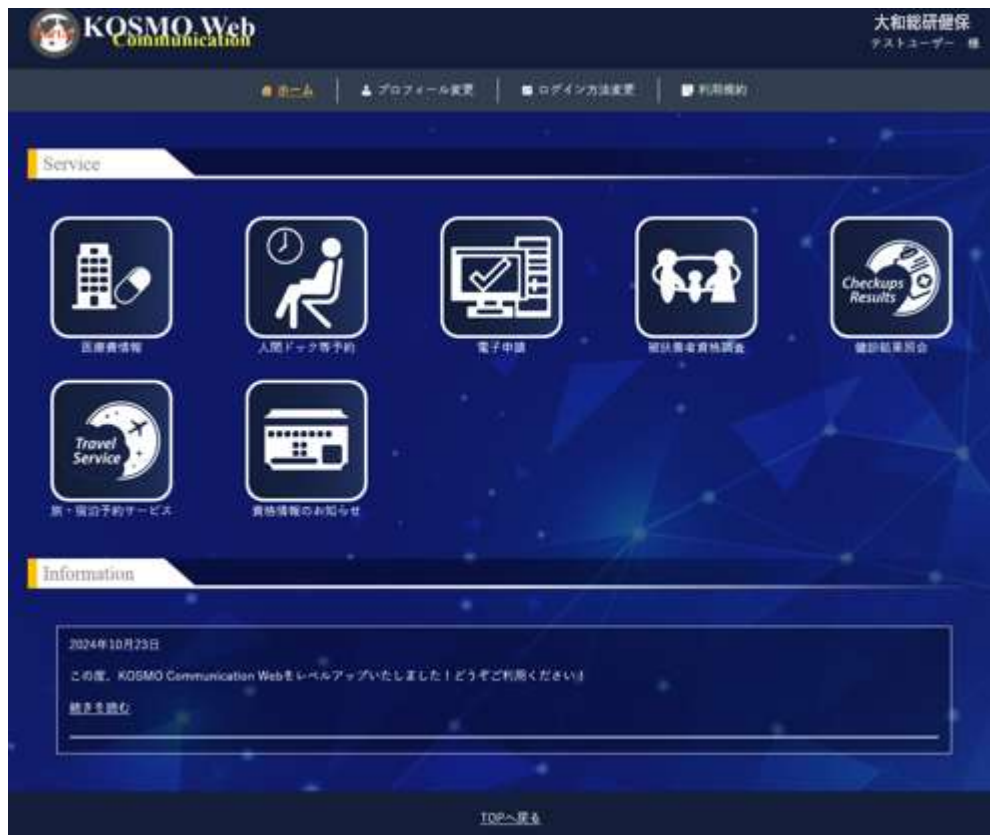 KOSMO Web
Communication
大和総研健保
テストユーザー 様
ホーム
プロフィール変更
ログイン方法変更
利用規約
Service
医療費情報
人間ドック等予約
電子申請
被扶養者資格調査
Checkups
Results
健診結果照会
Travel
Service
旅・宿泊予約サービス
資格情報のお知らせ
Information
2024年10月23日
この度、KOSMO Communication Webをレベルアップいたしました！どうぞご利用ください♪
続きを読む
TOPへ戻る